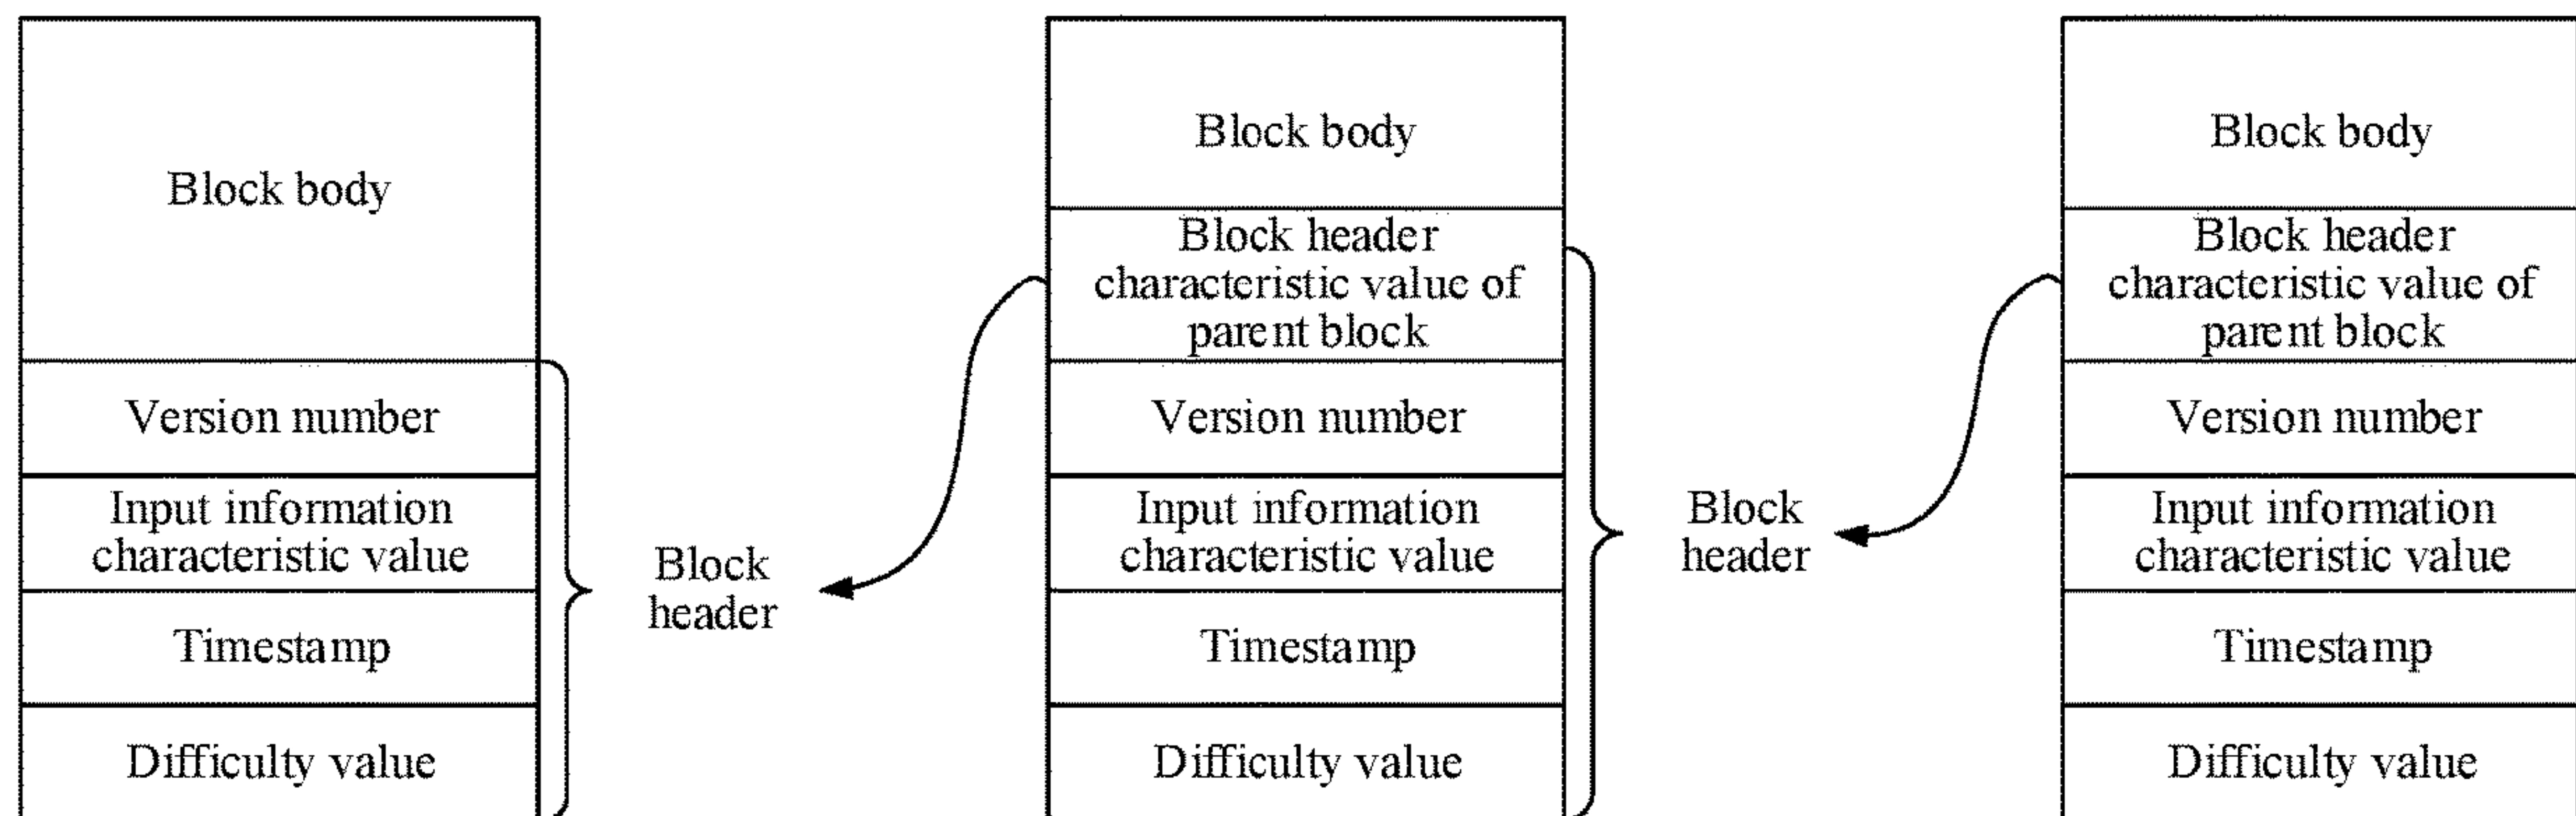 Block body
Version number
Input information
characteristic value
Timestamp
Difficulty value
Block
header
Block body
Block header
characteristic value of
parent block
Version number
Input information
characteristic value
Timestamp
Difficulty value
Block
header
Block body
Block header
characteristic value of
parent block
Version number
Input information
characteristic value
Timestamp
Difficulty value